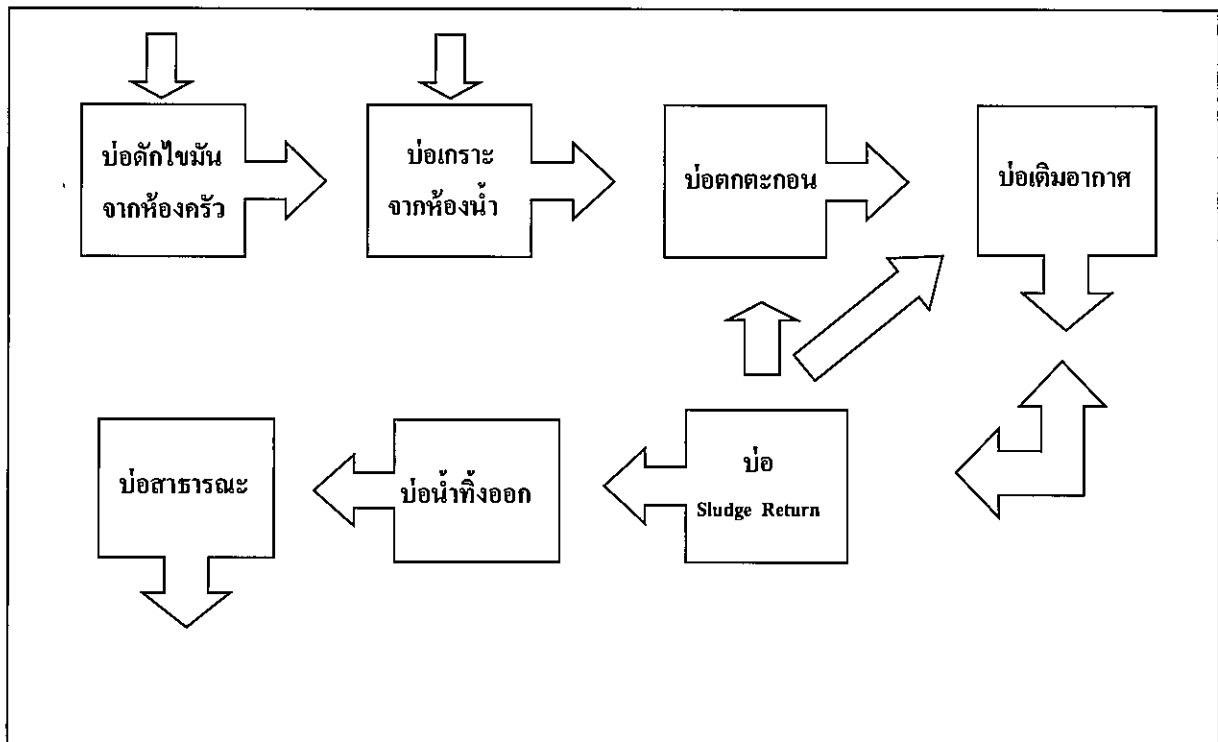 บ่อดักไขมัน
จากห้องครัว
บ่อเกราะ
จากห้องน้ำ
บ่อตกตะกอน
บ่อเติมอากาศ
บ่อสาธารณะ
บ่อน้ำทิ้งออก
บ่อ
Sludge Return